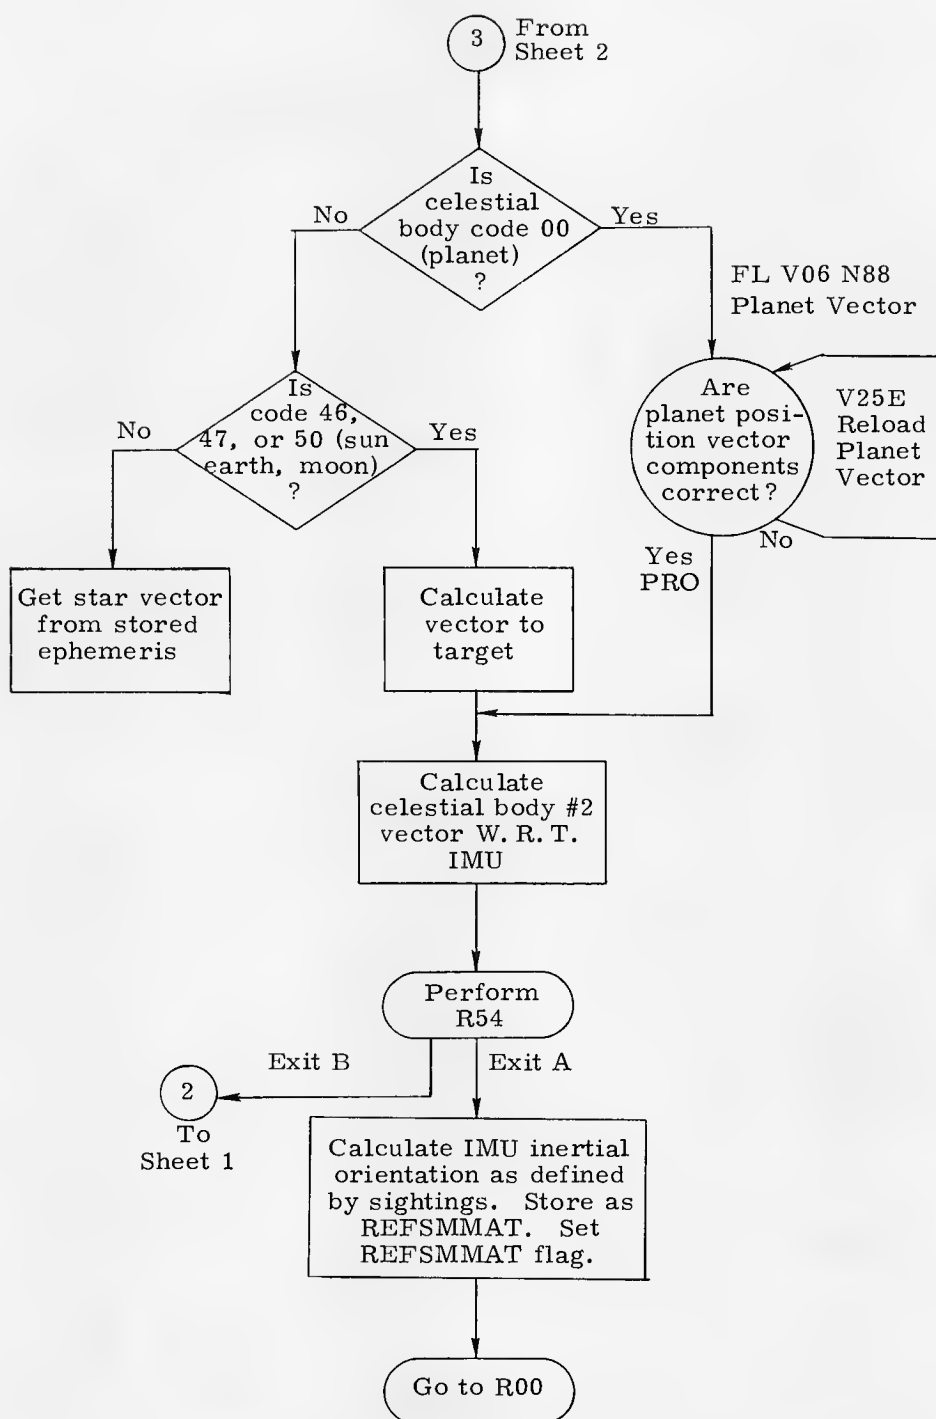 3
From
Sheet 2
Is
celestial
body code 00
(planet)
?
No
Yes
FL V06 N88
Planet Vector
Is
code 46,
47, or 50 (sun
earth, moon)
?
No
Yes
Are
planet posi-
tion vector
components
correct?
V25E
Reload
Planet
Vector
No
Yes
PRO
Get star vector
from stored
ephemeris
Calculate
vector to
target
Calculate
celestial body #2
vector W. R. T.
IMU
Perform
R54
Exit B
Exit A
2
To
Sheet 1
Calculate IMU inertial
orientation as defined
by sightings. Store as
REFSMMAT. Set
REFSMMAT flag.
Go to R00